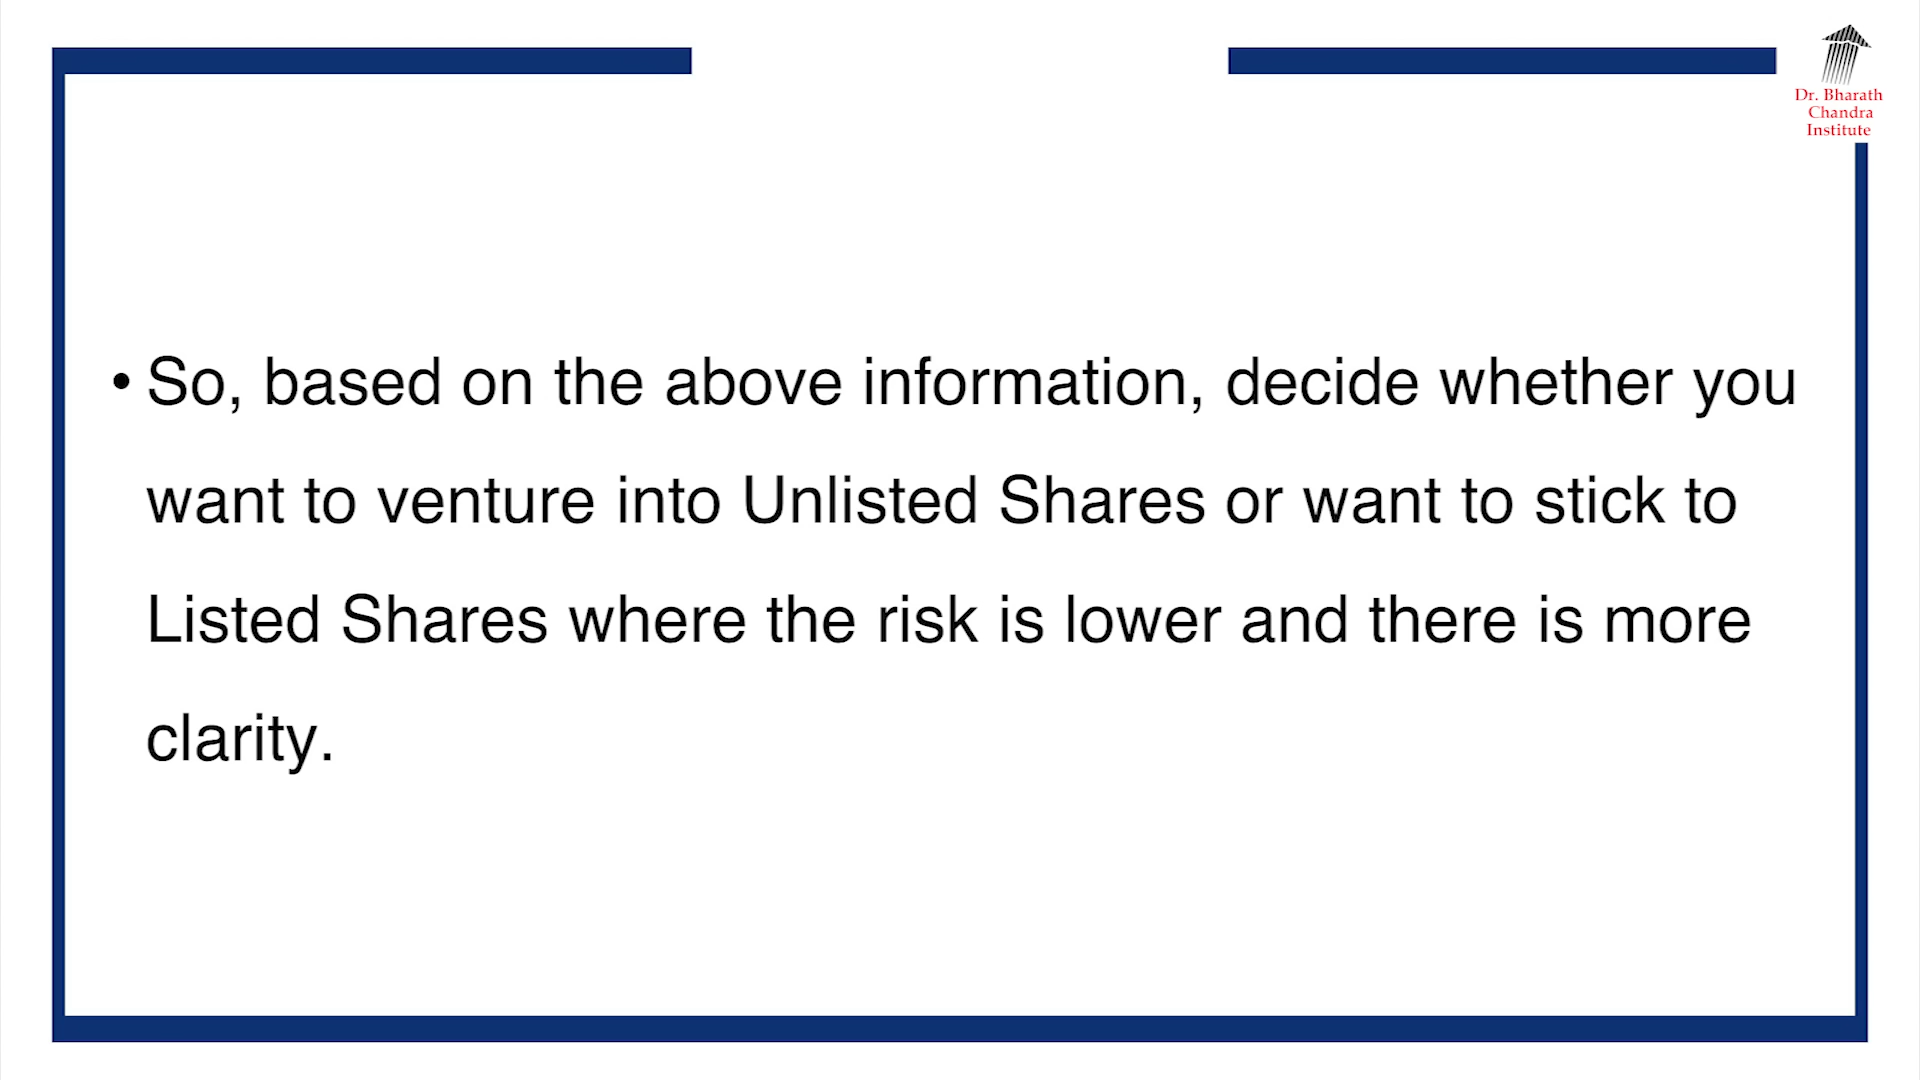 Dr. Bharath
Chandra
Institute
• So, based on the above information, decide whether you
want to venture into Unlisted Shares or want to stick to
Listed Shares where the risk is lower and there is more
clarity.